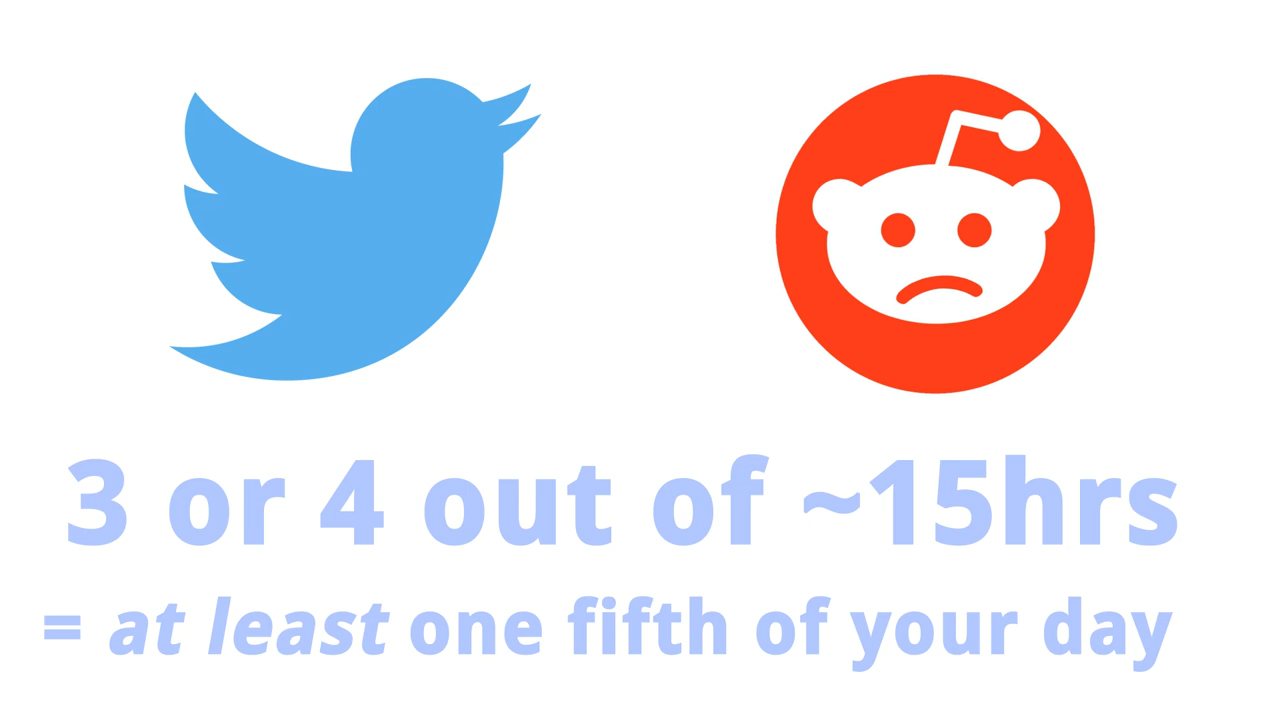 3 or 4 out of ~15hrs
= at least one fifth of your day